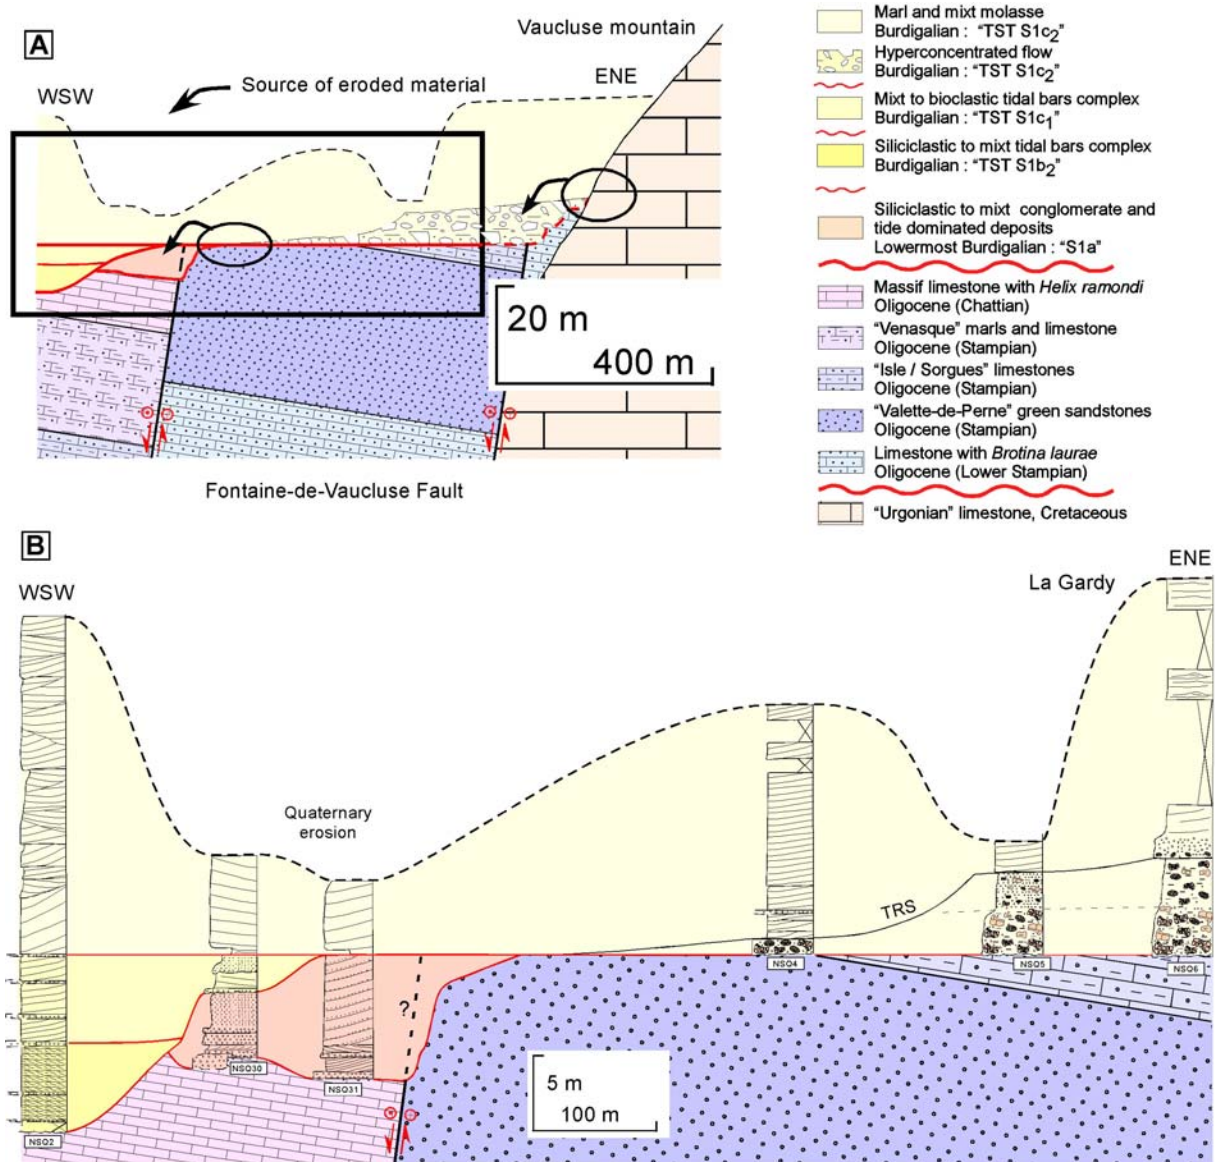 A
Vaucluse mountain
ENE
WSW
Source of eroded material
20 m
400 m
Fontaine-de-Vaucluse Fault
Marl and mixt molasse
Burdigalian : “TST S1c2”
Hyperconcentrated flow
Burdigalian : “TST S1c2”
Mixt to bioclastic tidal bars complex
Burdigalian : “TST S1c1”
Siliciclastic to mixt tidal bars complex
Burdigalian : “TST S1b2”
Siliciclastic to mixt conglomerate and
tide dominated deposits
Lowermost Burdigalian : “S1a”
Massif limestone with Helix ramondi
Oligocene (Chattian)
“Venasque” marls and limestone
Oligocene (Stampian)
“Isle / Sorgues” limestones
Oligocene (Stampian)
“Valette-de-Perne” green sandstones
Oligocene (Stampian)
Limestone with Brotina laurae
Oligocene (Lower Stampian)
“Urgonian” limestone, Cretaceous
B
WSW
La Gardy
ENE
Quaternary
erosion
TRS
NSQ4
NSQ5
NSQ6
?
NSQ30
NSQ31
NSQ2
5 m
100 m